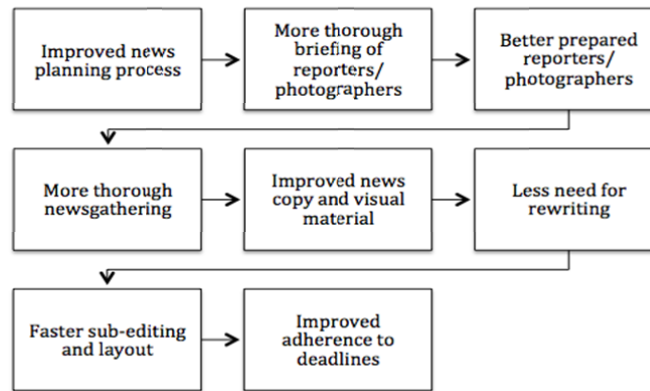 Improved news
planning process
More thorough
briefing of
reporters/
photographers
Better prepared
reporters/
photographers
More thorough
newsgathering
Improved news
copy and visual
material
Less need for
rewriting
Faster sub-editing
and layout
Improved
adherence to
deadlines